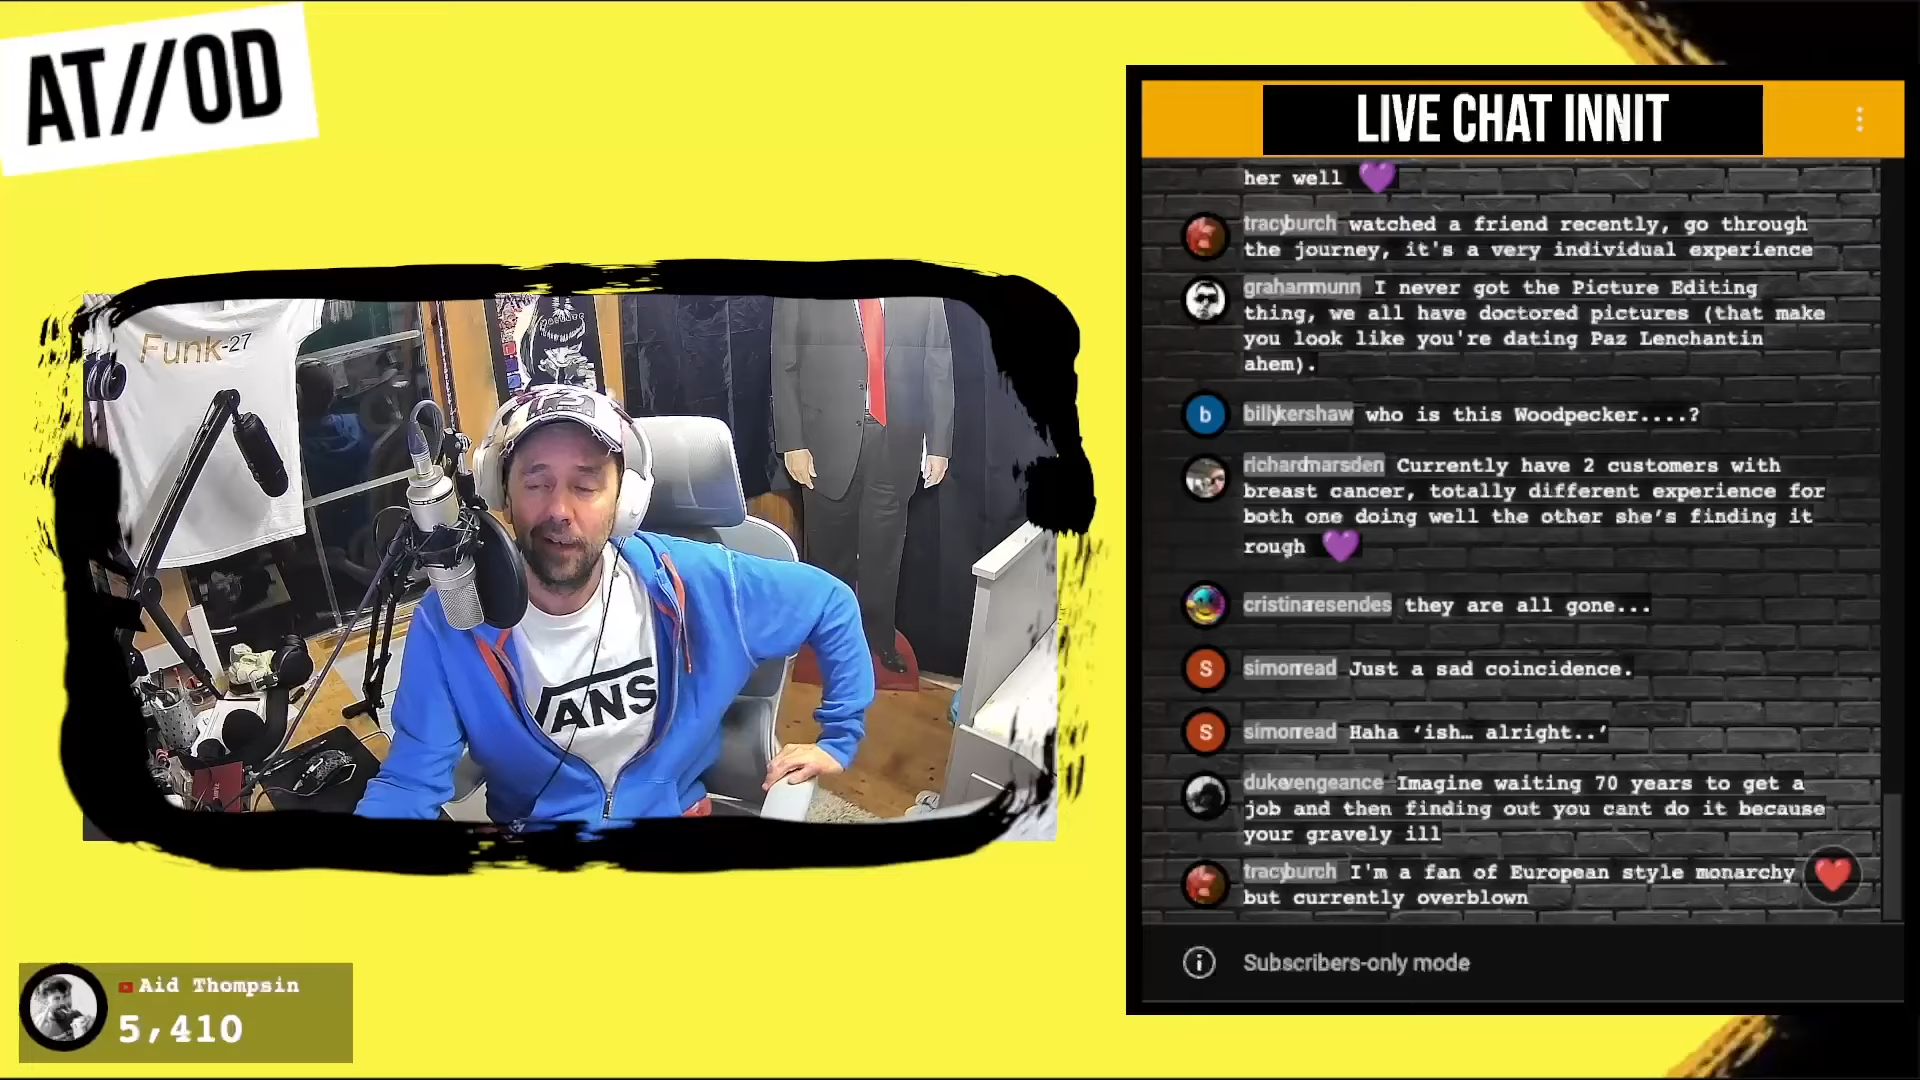 AT//OD
LIVE CHAT INNIT
her well 💜
tracyburch watched a friend recently, go through
the journey, it's a very individual experience
grahammunn I never got the Picture Editing
thing, we all have doctored pictures (that make
you look like you're dating Paz Lenchantin
ahem).
b billykershaw who is this Woodpecker....?
richardmarsden Currently have 2 customers with
breast cancer, totally different experience for
both one doing well the other she’s finding it
rough 💜
cristinaresendes they are all gone...
S simonread Just a sad coincidence.
S simonread Haha ‘ish… alright..’
dukevengeance Imagine waiting 70 years to get a
job and then finding out you cant do it because
your gravely ill
tracyburch I'm a fan of European style monarchy
but currently overblown
Subscribers-only mode
Funk-27
VANS
Aid Thompsin
5,410